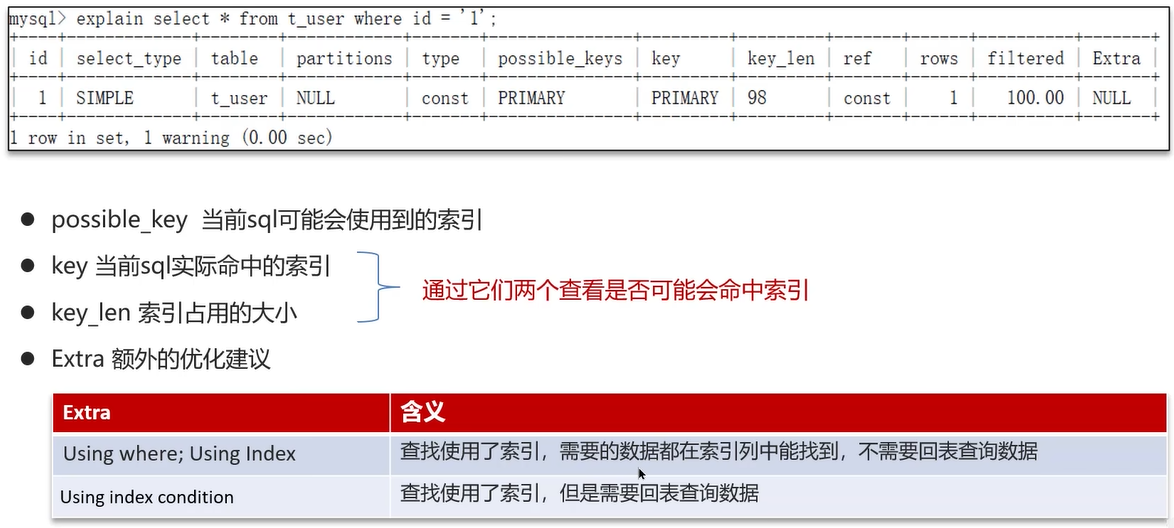 mysql> explain select * from t_user where id = '1';
id | select_type | table | partitions | type | possible_keys | key | key_len | ref | rows | filtered | Extra
1 | SIMPLE | t_user | NULL | const | PRIMARY | PRIMARY | 98 | const | 1 | 100.00 | NULL
1 row in set, 1 warning (0.00 sec)
● possible_key 当前sql可能会使用到的索引
● key 当前sql实际命中的索引
● key_len 索引占用的大小
通过它们两个查看是否可能会命中索引
● Extra 额外的优化建议
Extra 含义
Using where; Using Index 查找使用了索引，需要的数据都在索引列中能找到，不需要回表查询数据
Using index condition 查找使用了索引，但是需要回表查询数据